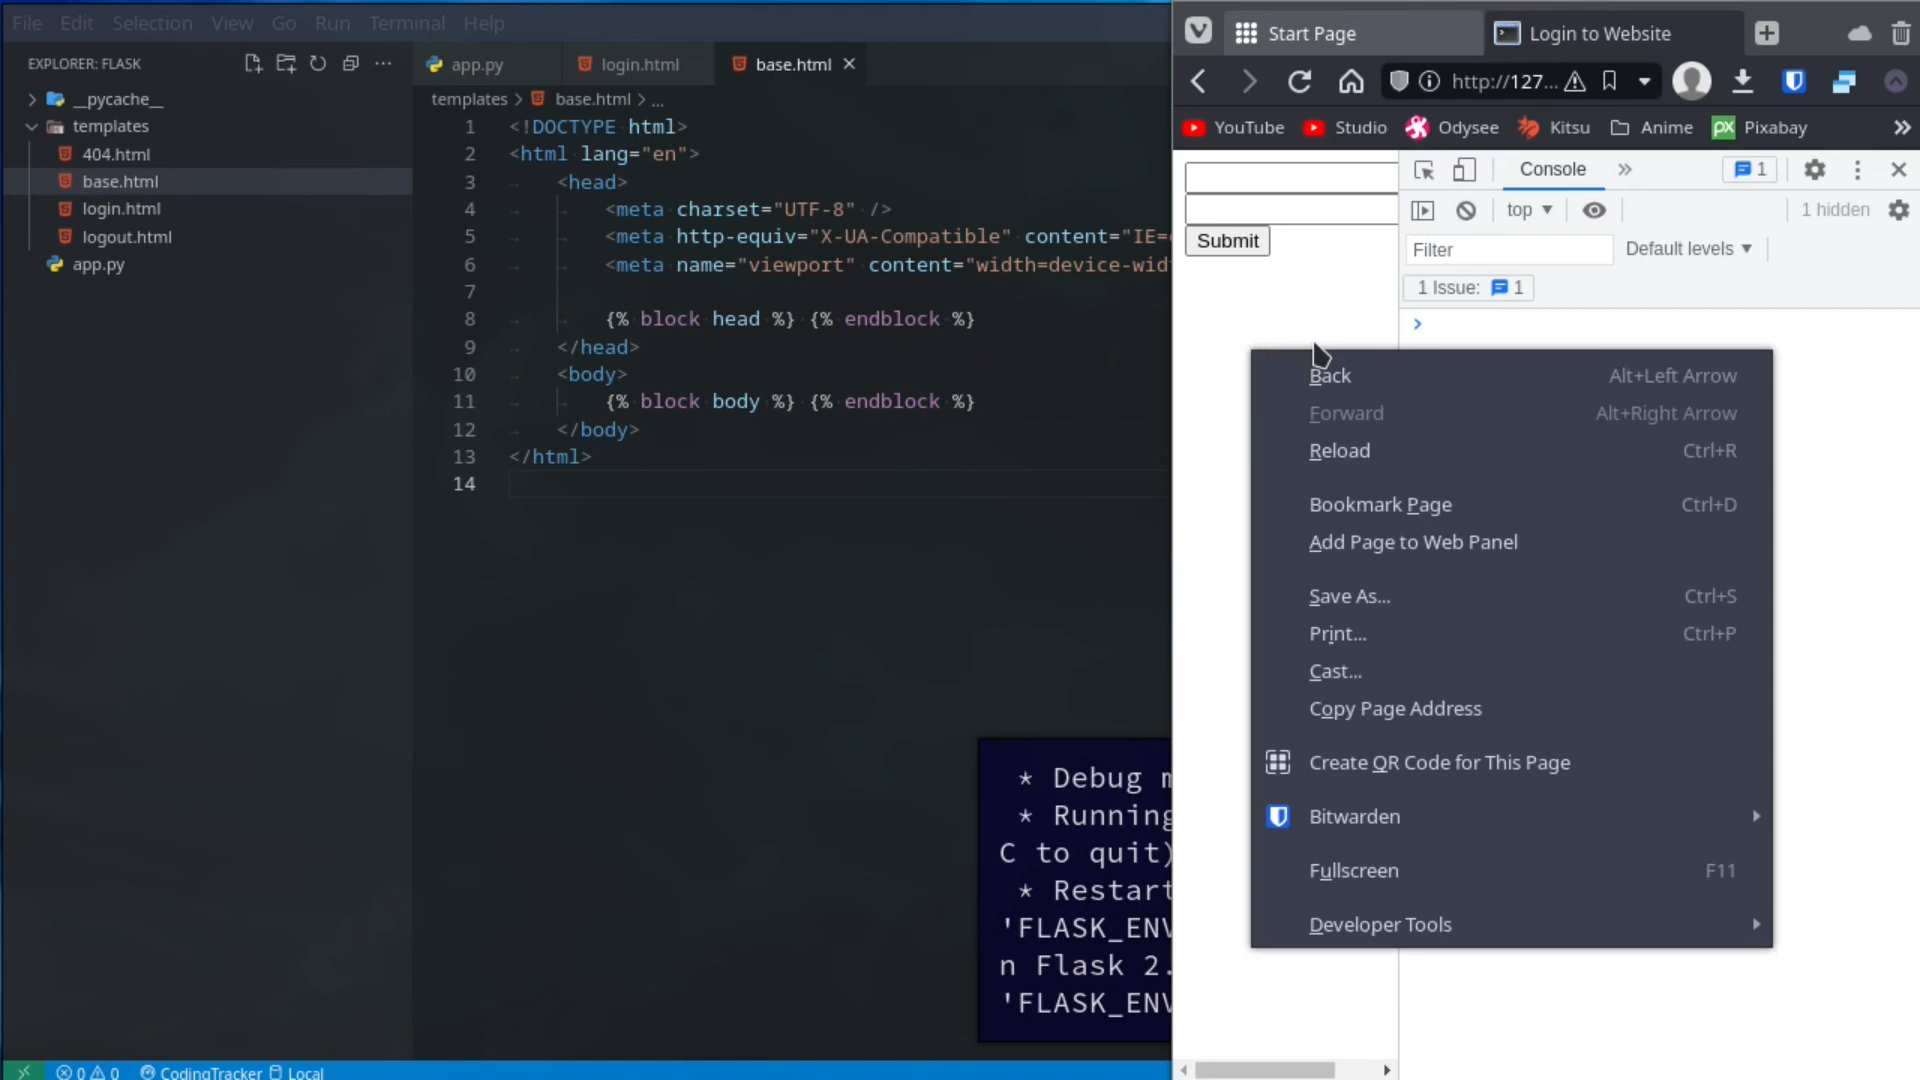 File Edit Selection View Go Run Terminal Help
EXPLORER: FLASK
__pycache__
templates
404.html
base.html
login.html
logout.html
app.py
app.py login.html base.html
templates > base.html > ...
1 <!DOCTYPE html>
2 <html lang="en">
3 <head>
4 <meta charset="UTF-8" />
5 <meta http-equiv="X-UA-Compatible" content="IE=
6 <meta name="viewport" content="width=device-wid
7
8 {% block head %} {% endblock %}
9 </head>
10 <body>
11 {% block body %} {% endblock %}
12 </body>
13 </html>
14
* Debug m
* Running
C to quit)
* Restart
'FLASK_ENV
n Flask 2.
'FLASK_ENV
0 0 CodingTracker Local
Start Page Login to Website
http://127...
YouTube Studio Odysee Kitsu Anime px Pixabay
Submit
Console 1
top 1 hidden
Filter Default levels
1 Issue: 1
Back Alt+Left Arrow
Forward Alt+Right Arrow
Reload Ctrl+R
Bookmark Page Ctrl+D
Add Page to Web Panel
Save As... Ctrl+S
Print... Ctrl+P
Cast...
Copy Page Address
Create QR Code for This Page
Bitwarden
Fullscreen F11
Developer Tools